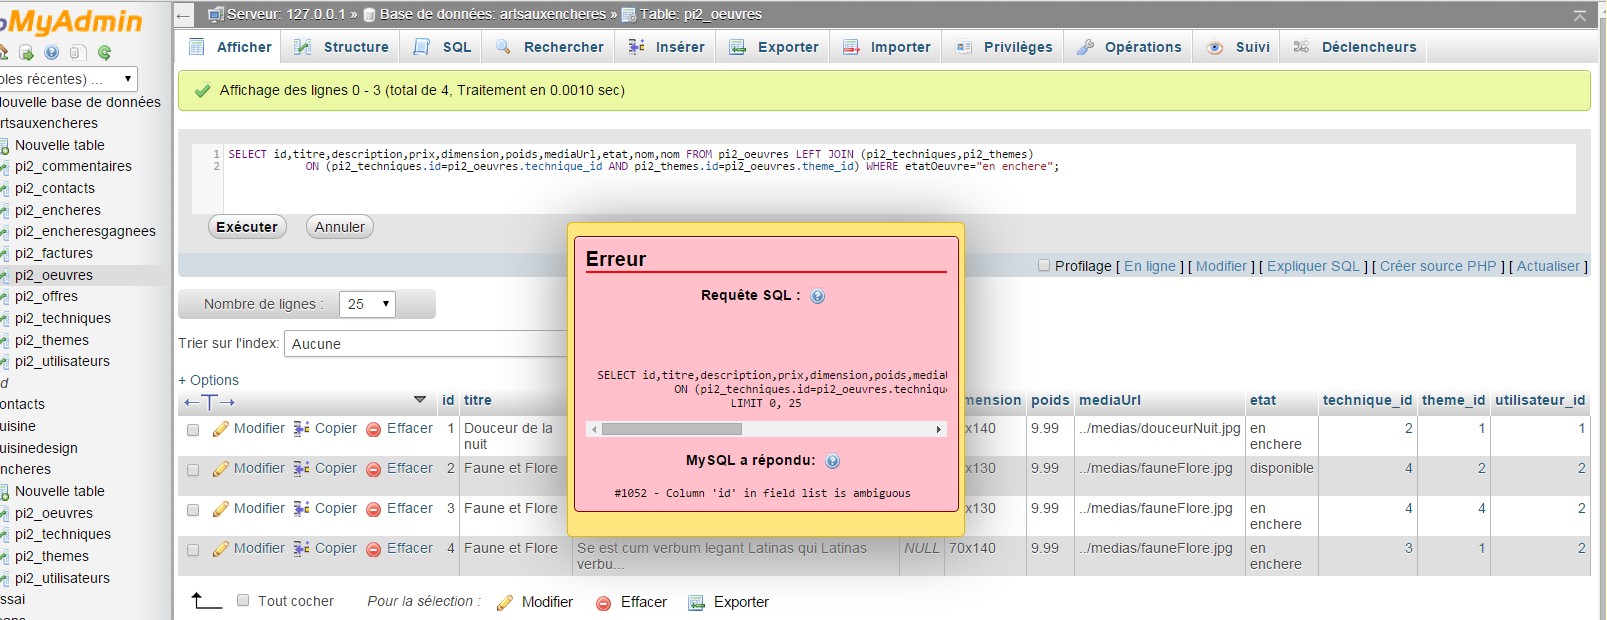 MyAdmin
Serveur: 127.0.0.1 » Base de données: artsauxencheres » Table: pi2_oeuvres
Afficher Structure SQL Rechercher Insérer Exporter Importer Privilèges Opérations Suivi Déclencheurs
Affichage des lignes 0 - 3 (total de 4, Traitement en 0.0010 sec)
1 SELECT id,titre,description,prix,dimension,poids,mediaUrl,etat,nom,nom FROM pi2_oeuvres LEFT JOIN (pi2_techniques,pi2_themes)
2 ON (pi2_techniques.id=pi2_oeuvres.technique_id AND pi2_themes.id=pi2_oeuvres.theme_id) WHERE etatOeuvre="en enchere";
Exécuter Annuler
Profilage [ En ligne ] [ Modifier ] [ Expliquer SQL ] [ Créer source PHP ] [ Actualiser ]
Nombre de lignes : 25
Trier sur l'index: Aucune
+ Options
id titre mension poids mediaUrl etat technique_id theme_id utilisateur_id
Modifier Copier Effacer 1 Douceur de la nuit x140 9.99 ../medias/douceurNuit.jpg en enchere 2 1 1
Modifier Copier Effacer 2 Faune et Flore x130 9.99 ../medias/fauneFlore.jpg disponible 4 2 2
Modifier Copier Effacer 3 Faune et Flore x130 9.99 ../medias/fauneFlore.jpg en enchere 4 4 2
Modifier Copier Effacer 4 Faune et Flore Se est cum verbum legant Latinas qui Latinas verbu... NULL 70x140 9.99 ../medias/fauneFlore.jpg en enchere 3 1 2
Tout cocher Pour la sélection : Modifier Effacer Exporter
Erreur
Requête SQL :
SELECT id,titre,description,prix,dimension,poids,media
ON (pi2_techniques.id=pi2_oeuvres.technique
LIMIT 0, 25
MySQL a répondu:
#1052 - Column 'id' in field list is ambiguous
bles récentes) ...
Nouvelle base de données
artsauxencheres
Nouvelle table
pi2_commentaires
pi2_contacts
pi2_encheres
pi2_encheresgagnees
pi2_factures
pi2_oeuvres
pi2_offres
pi2_techniques
pi2_themes
pi2_utilisateurs
d
contacts
cuisine
cuisinedesign
encheres
Nouvelle table
pi2_oeuvres
pi2_techniques
pi2_themes
pi2_utilisateurs
essai